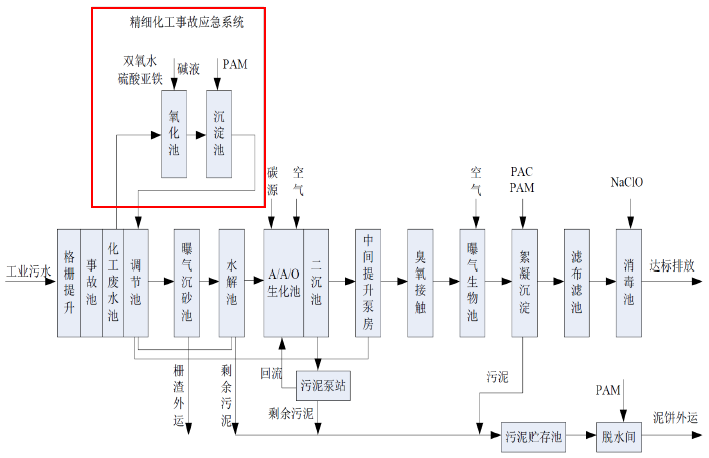 精细化工事故应急系统
双氧水
硫酸亚铁
碱液
PAM
氧化池
沉淀池
碳源
空气
空气
PAC
PAM
NaClO
工业污水
格栅提升
事故池
化工废水池
调节池
曝气沉砂池
水解池
A/A/O
生化池
二沉池
中间提升泵房
臭氧接触
曝气生物池
絮凝沉淀
滤布滤池
消毒池
达标排放
栅渣外运
剩余污泥
回流
污泥泵站
剩余污泥
污泥
污泥贮存池
PAM
脱水间
泥饼外运